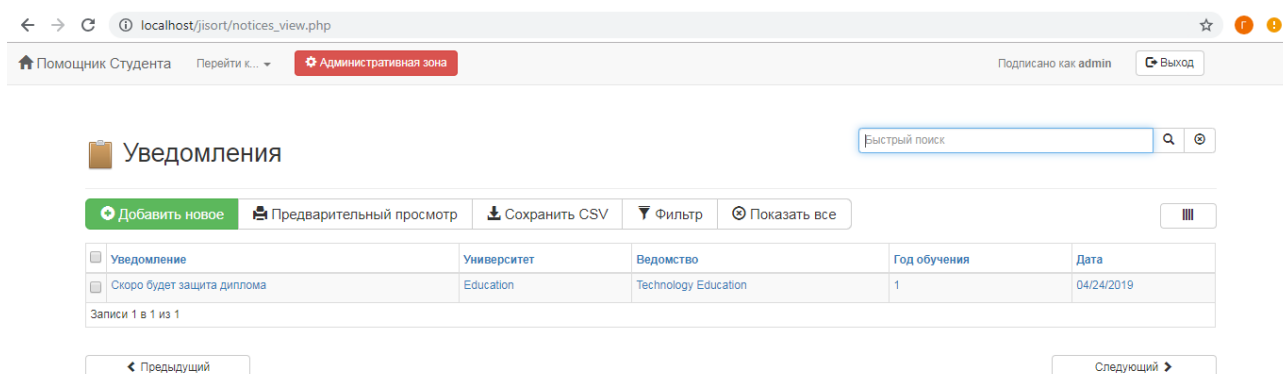 localhost/jisort/notices_view.php
Г
Помощник Студента Перейти к... Административная зона Подписано как admin Выход
Уведомления
Быстрый поиск
Добавить новое Предварительный просмотр Сохранить CSV Фильтр Показать все
Уведомление Университет Ведомство Год обучения Дата
Скоро будет защита диплома Education Technology Education 1 04/24/2019
Записи 1 в 1 из 1
Предыдущий Следующий